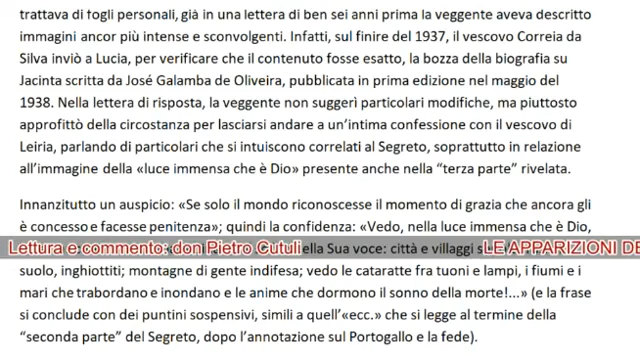 trattava di fogli personali, già in una lettera di ben sei anni prima la veggente aveva descritto
immagini ancor più intense e sconvolgenti. Infatti, sul finire del 1937, il vescovo Correia da
Silva inviò a Lucia, per verificare che il contenuto fosse esatto, la bozza della biografia su
Jacinta scritta da José Galamba de Oliveira, pubblicata in prima edizione nel maggio del
1938. Nella lettera di risposta, la veggente non suggerì particolari modifiche, ma piuttosto
approfittò della circostanza per lasciarsi andare a un’intima confessione con il vescovo di
Leiria, parlando di particolari che si intuiscono correlati al Segreto, soprattutto in relazione
all’immagine della «luce immensa che è Dio» presente anche nella “terza parte” rivelata.
Innanzitutto un auspicio: «Se solo il mondo riconoscesse il momento di grazia che ancora gli
è concesso e facesse penitenza»; quindi la confidenza: «Vedo, nella luce immensa che è Dio,
Lettura e commento: don Pietro Cutuli ella Sua voce: città e villaggi LE APPARIZIONI DE
suolo, inghiottiti; montagne di gente indifesa; vedo le cataratte fra tuoni e lampi, i fiumi e i
mari che trabordano e inondano e le anime che dormono il sonno della morte!...» (e la frase
si conclude con dei puntini sospensivi, simili a quell’«ecc.» che si legge al termine della
“seconda parte” del Segreto, dopo l’annotazione sul Portogallo e la fede).